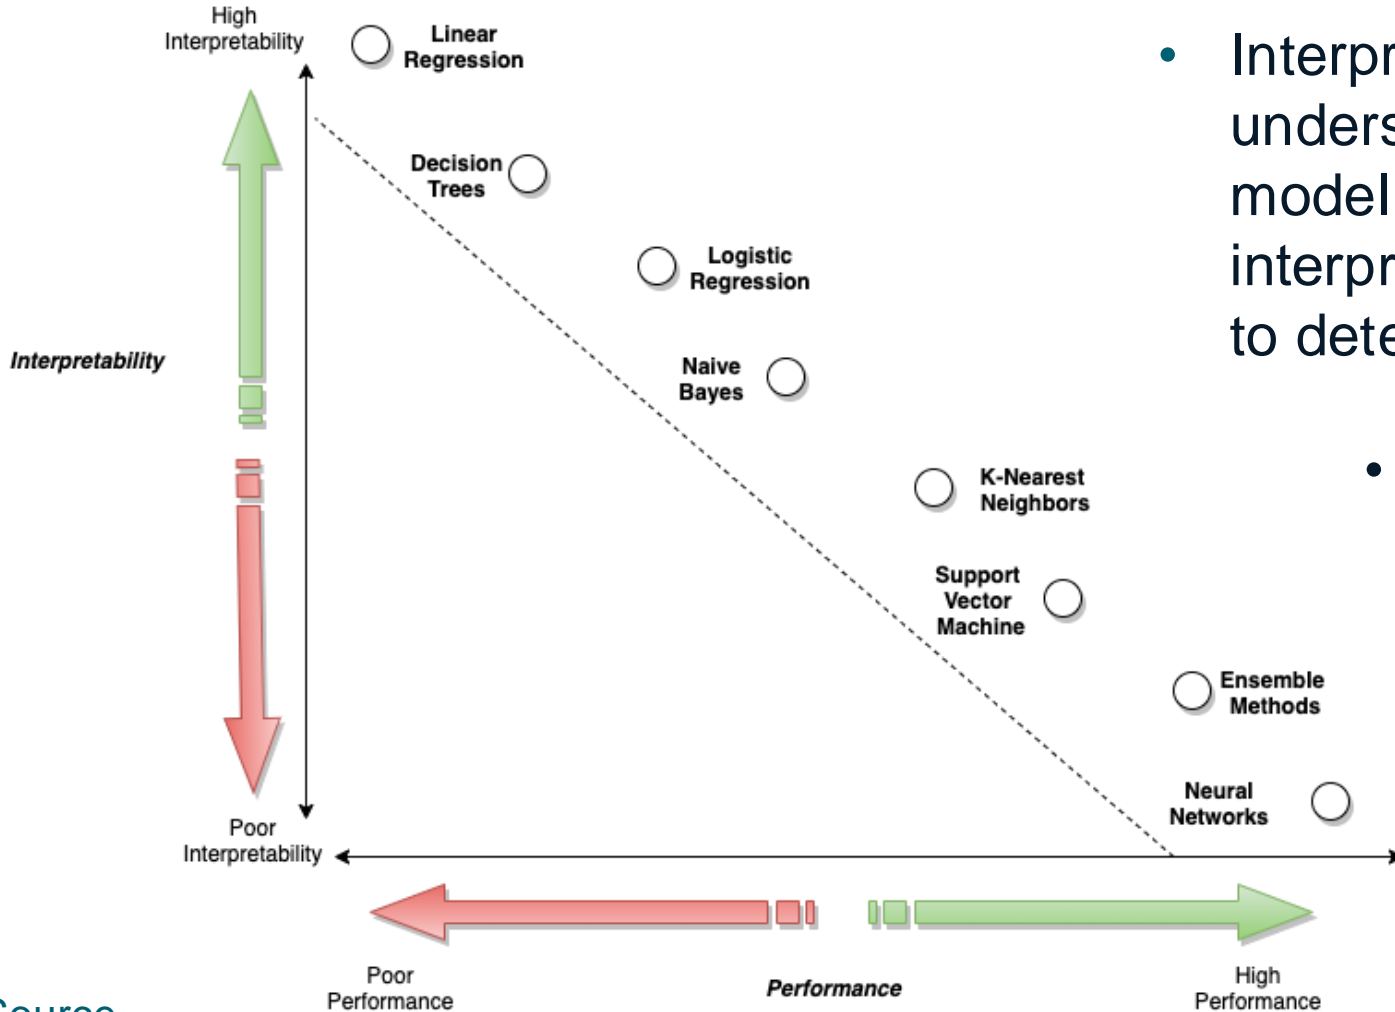 High
Interpretability
Linear
Regression
Decision
Trees
Logistic
Regression
Interpretability
Naive
Bayes
K-Nearest
Neighbors
Support
Vector
Machine
Ensemble
Methods
Neural
Networks
Poor
Interpretability
Poor
Performance
Performance
High
Performance
• Interpr
unders
model
interpr
to dete
•
Source